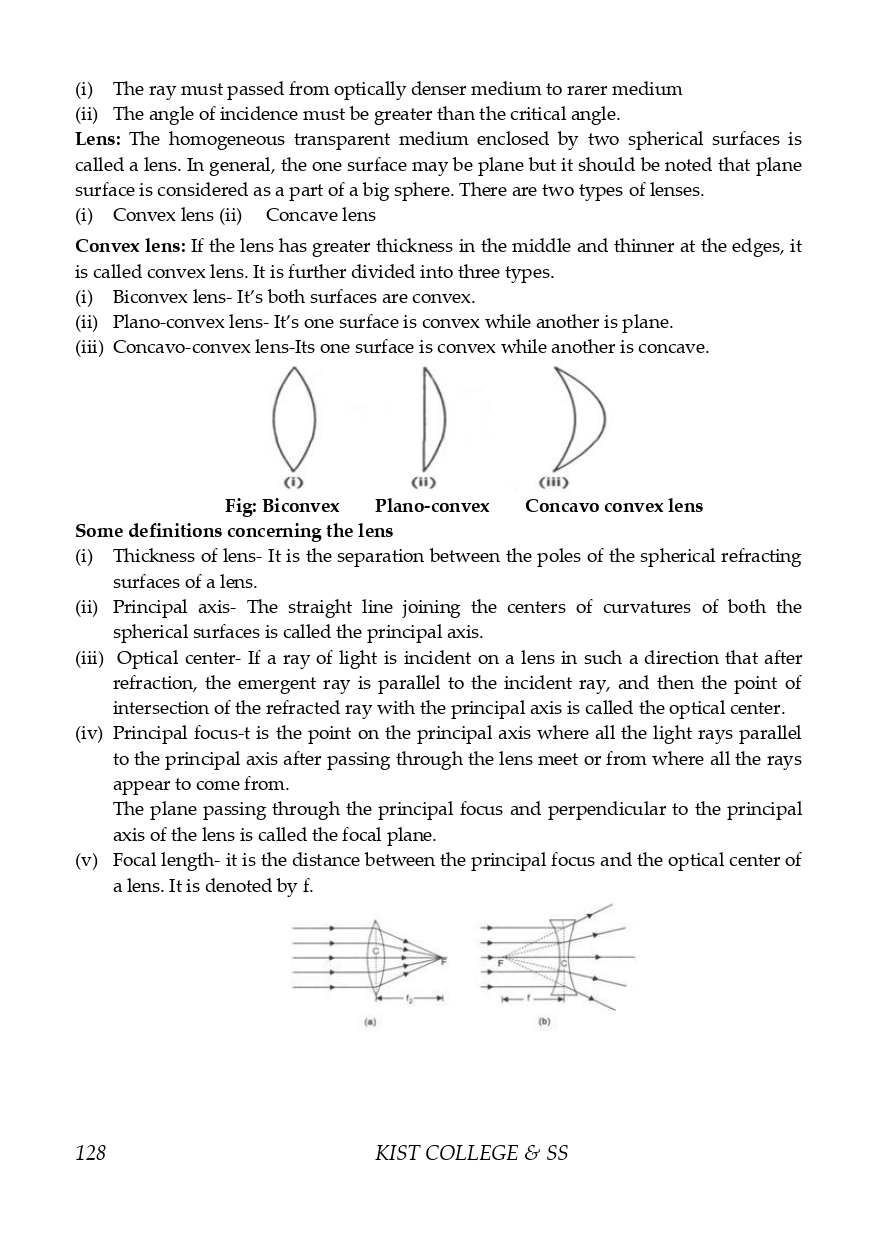 (i) The ray must passed from optically denser medium to rarer medium
(ii) The angle of incidence must be greater than the critical angle.
Lens: The homogeneous transparent medium enclosed by two spherical surfaces is
called a lens. In general, the one surface may be plane but it should be noted that plane
surface is considered as a part of a big sphere. There are two types of lenses.
(i) Convex lens (ii) Concave lens
Convex lens: If the lens has greater thickness in the middle and thinner at the edges, it
is called convex lens. It is further divided into three types.
(i) Biconvex lens- It’s both surfaces are convex.
(ii) Plano-convex lens- It’s one surface is convex while another is plane.
(iii) Concavo-convex lens-Its one surface is convex while another is concave.
(i) (ii) (iii)
Fig: Biconvex Plano-convex Concavo convex lens
Some definitions concerning the lens
(i) Thickness of lens- It is the separation between the poles of the spherical refracting
surfaces of a lens.
(ii) Principal axis- The straight line joining the centers of curvatures of both the
spherical surfaces is called the principal axis.
(iii) Optical center- If a ray of light is incident on a lens in such a direction that after
refraction, the emergent ray is parallel to the incident ray, and then the point of
intersection of the refracted ray with the principal axis is called the optical center.
(iv) Principal focus-t is the point on the principal axis where all the light rays parallel
to the principal axis after passing through the lens meet or from where all the rays
appear to come from.
The plane passing through the principal focus and perpendicular to the principal
axis of the lens is called the focal plane.
(v) Focal length- it is the distance between the principal focus and the optical center of
a lens. It is denoted by f.
C F F C
f₂ f
(a) (b)
128 KIST COLLEGE & SS